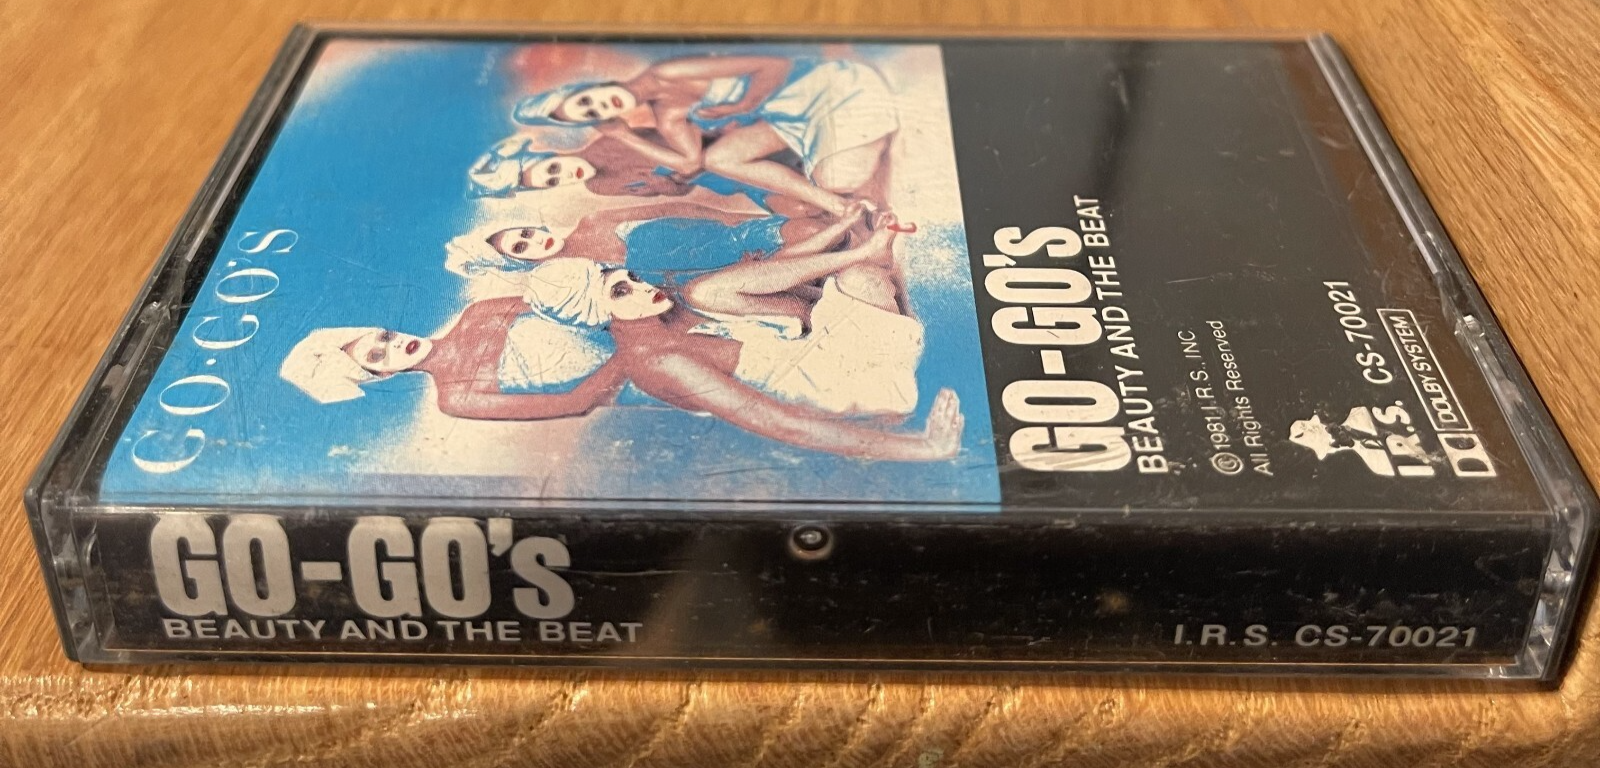 GO·GO'S
GO-GO's
BEAUTY AND THE BEAT
© 1981 I.R.S. INC.
All Rights Reserved
I.R.S. CS-70021
DOLBY SYSTEM
GO-GO's
BEAUTY AND THE BEAT
I.R.S. CS-70021